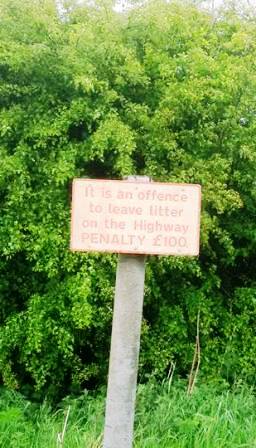 It is an offence
to leave litter
on the Highway
PENALTY £100.